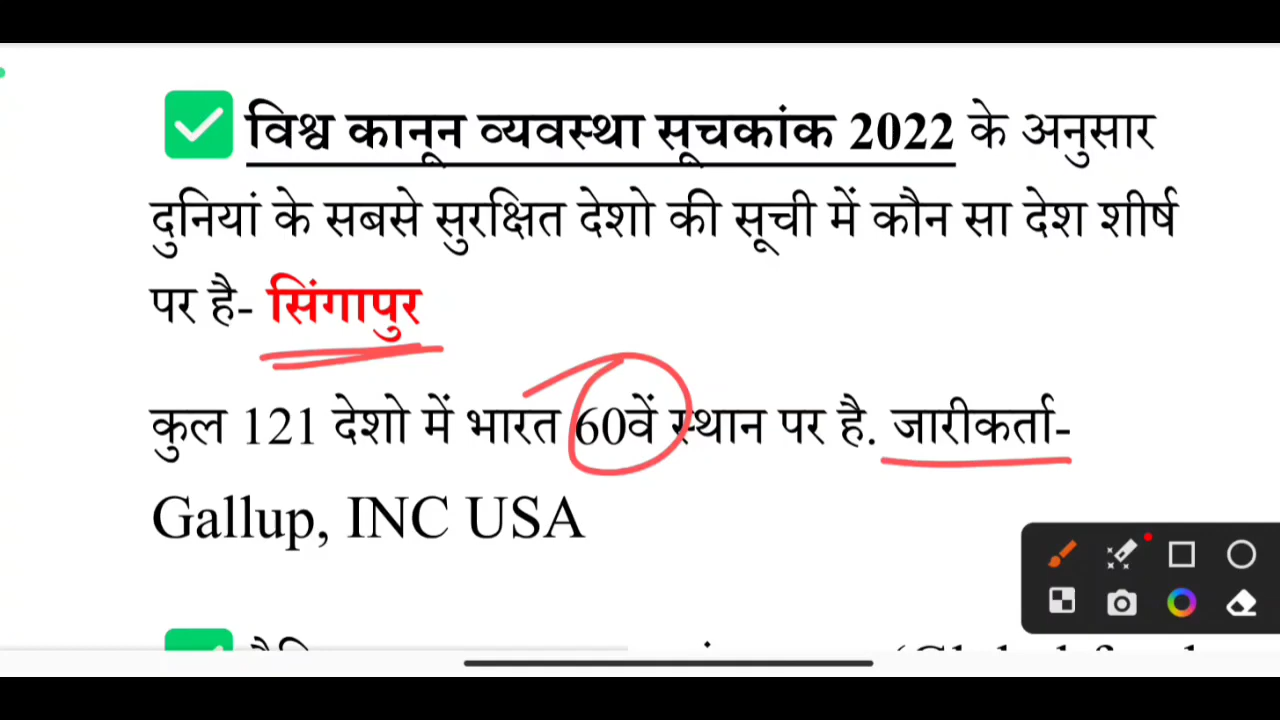 विश्व कानून व्यवस्था सूचकांक 2022 के अनुसार
दुनियां के सबसे सुरक्षित देशो की सूची में कौन सा देश शीर्ष
पर है- सिंगापुर
कुल 121 देशो में भारत 60वें स्थान पर है. जारीकर्ता-
Gallup, INC USA